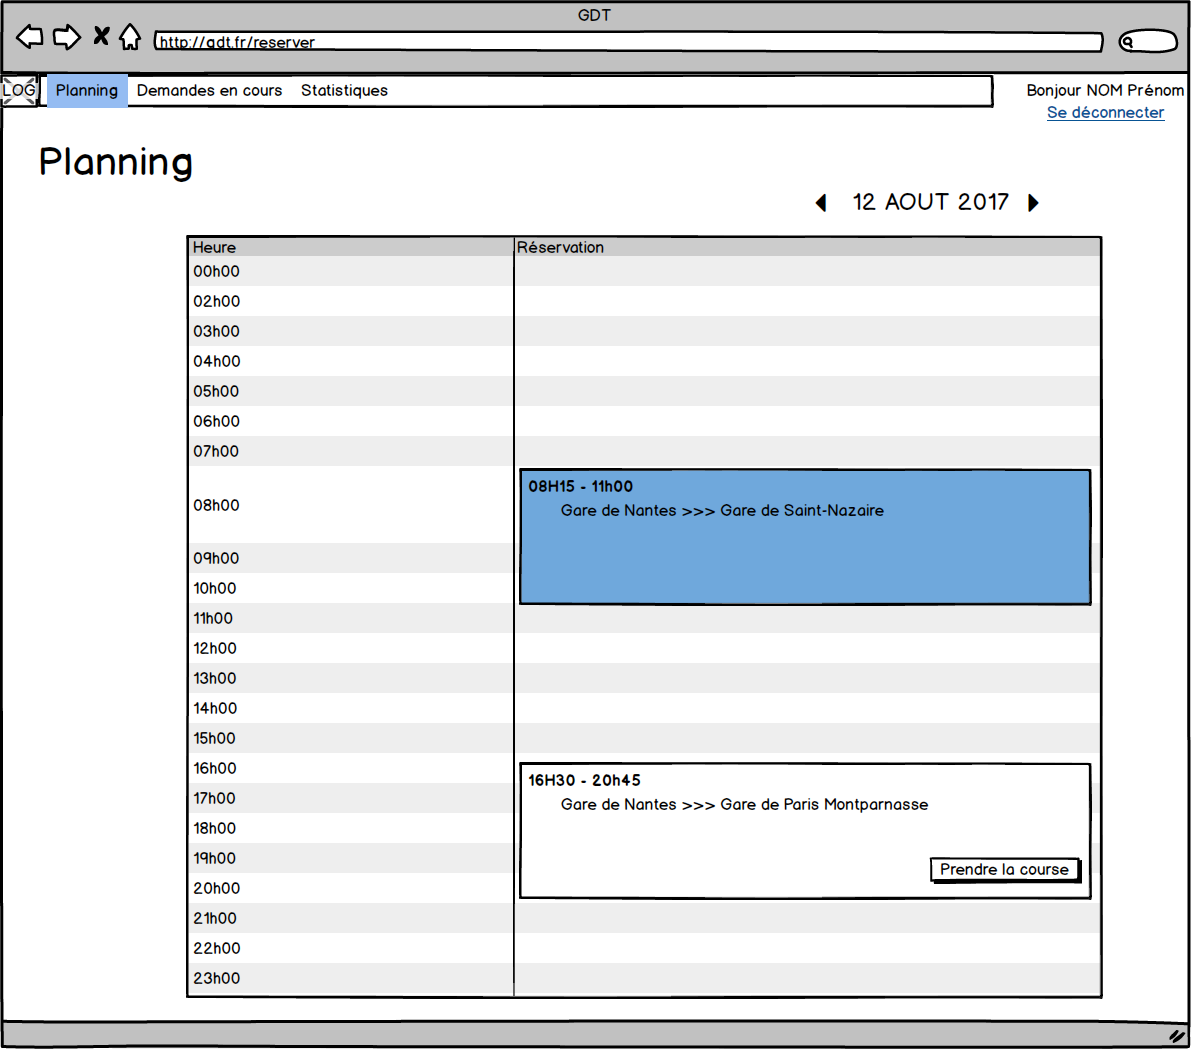 GDT
http://gdt.fr/reserver
LOG Planning Demandes en cours Statistiques Bonjour NOM Prénom
Se déconnecter
Planning
12 AOUT 2017
Heure Réservation
00h00
02h00
03h00
04h00
05h00
06h00
07h00
08H15 - 11h00
Gare de Nantes >>> Gare de Saint-Nazaire
08h00
09h00
10h00
11h00
12h00
13h00
14h00
15h00
16h00
16H30 - 20h45
17h00
Gare de Nantes >>> Gare de Paris Montparnasse
18h00
19h00
Prendre la course
20h00
21h00
22h00
23h00